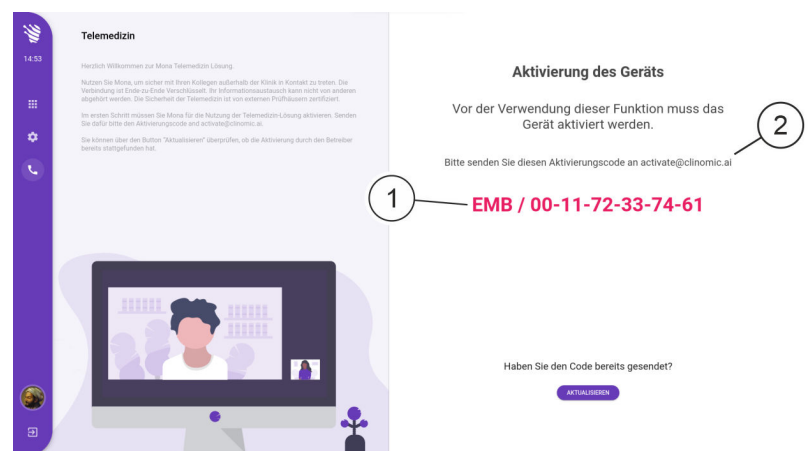 14:53
Telemedizin
Herzlich Willkommen zur Mona Telemedizin Lösung.
Nutzen Sie Mona, um sicher mit Ihren Kollegen außerhalb der Klinik in Kontakt zu treten. Die
Verbindung ist Ende-zu-Ende Verschlüsselt. Ihr Informationsaustausch kann nicht von anderen
abgehört werden. Die Sicherheit der Telemedizin ist von externen Prüfhäusern zertifiziert.
Im ersten Schritt müssen Sie Mona für die Nutzung der Telemedizin-Lösung aktivieren. Senden
Sie dafür bitte den Aktivierungscode and activate@clinomic.ai.
Sie können über den Button "Aktualisieren" überprüfen, ob die Aktivierung durch den Betreiber
bereits stattgefunden hat.
Aktivierung des Geräts
Vor der Verwendung dieser Funktion muss das
Gerät aktiviert werden.
2
Bitte senden Sie diesen Aktivierungscode an activate@clinomic.ai
1
EMB / 00-11-72-33-74-61
Haben Sie den Code bereits gesendet?
AKTUALISIEREN